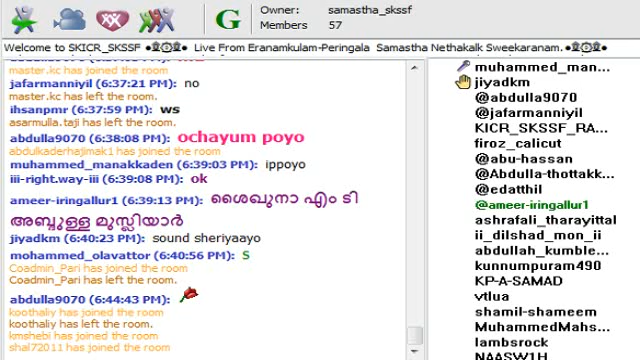 Owner: samastha_skssf
G
Members 57
Welcome to SKICR_SKSSF Live From Eranamkulam-Peringala Samastha Nethakalk Sweekaranam.
master.kc has joined the room
jafarmanniyil (6:37:21 PM): no
master.kc has left the room.
ihsanpmr (6:37:59 PM): ws
asarmulla.taji has left the room.
abdulla9070 (6:38:08 PM): ochayum poyo
abdulkaderhajimak1 has joined the room
muhammed_manakkaden (6:39:03 PM): ippoyo
iii-right.way-iii (6:39:08 PM): ok
ameer-iringallur1 (6:39:13 PM): ശൈഖുനാ എം ടി
അബ്ദുള്ള മുസ്ലിയാർ
jiyadkm (6:40:23 PM): sound sheriyaayo
mohammed_olavattor (6:40:56 PM): S
Coadmin_Pari has joined the room
Coadmin_Pari has left the room.
abdulla9070 (6:44:43 PM):
koothaliy has joined the room
koothaliy has left the room.
kmshebi has joined the room
shal72011 has joined the room
muhammed_man...
jiyadkm
@abdulla9070
@jafarmanniyil
KICR_SKSSF_RA...
firoz_calicut
@abu-hassan
@Abdulla-thottakk...
@edatthil
@ameer-iringallur1
ashrafali_tharayittal
ii_dilshad_mon_ii
abdullah_kumble...
kunnumpuram490
KP-A-SAMAD
vtlua
shamil-shameem
MuhammedMahs...
lambsrock
NAASW1H